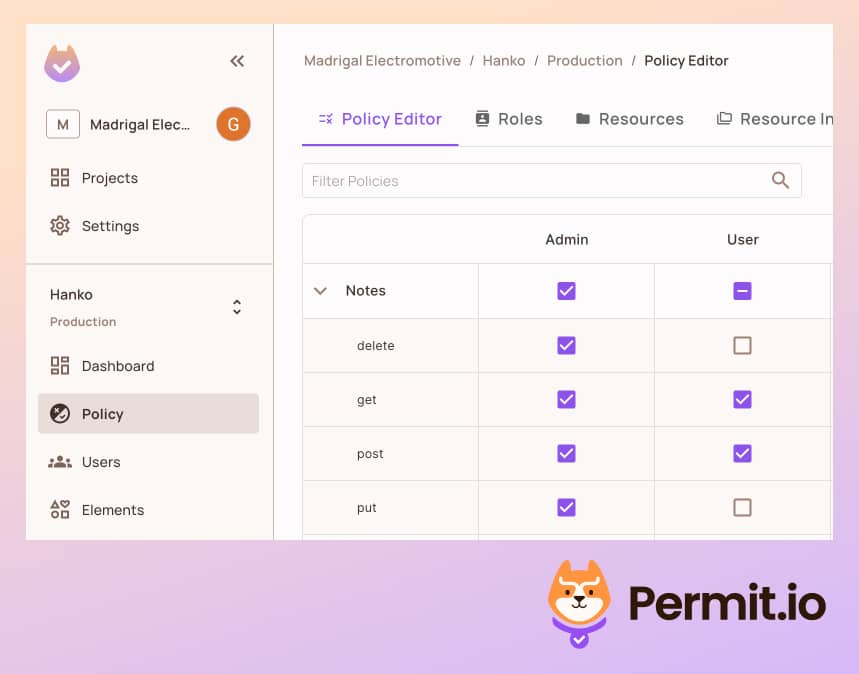 M Madrigal Elec... G
Projects
Settings
Hanko
Production
Dashboard
Policy
Users
Elements
Madrigal Electromotive / Hanko / Production / Policy Editor
Policy Editor Roles Resources Resource In
Filter Policies
Admin User
Notes
delete
get
post
put
Permit.io